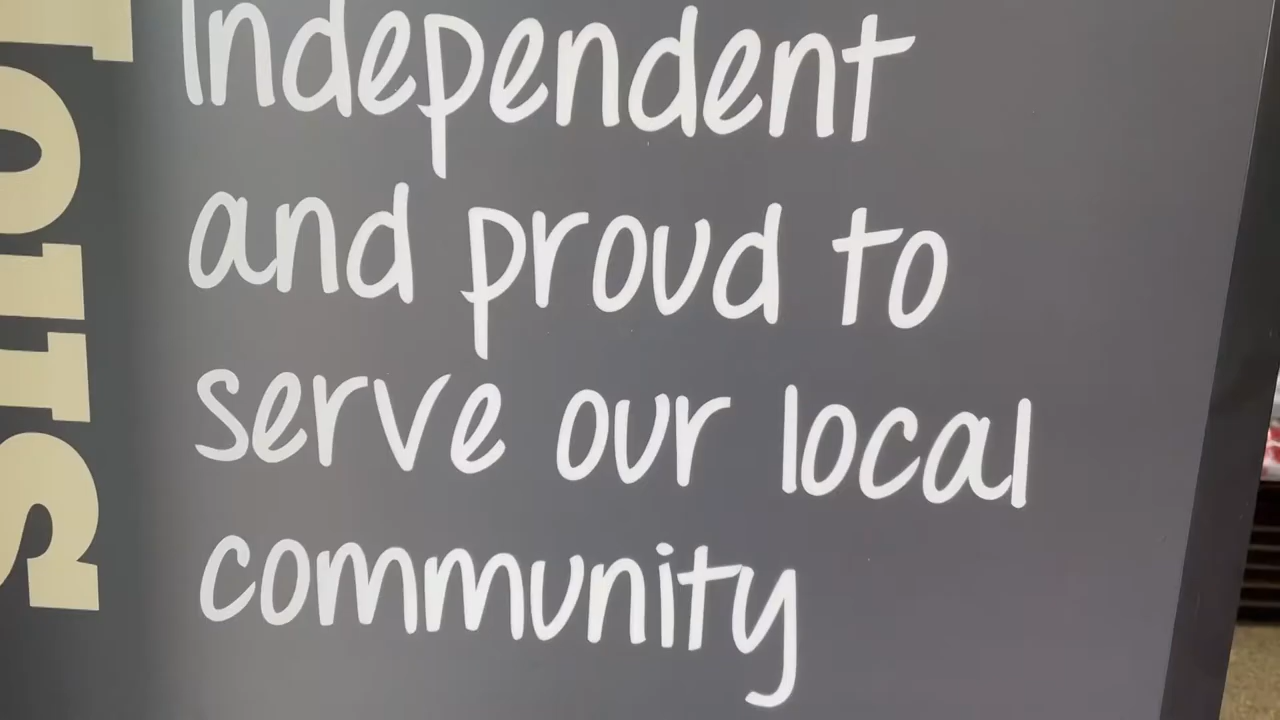 Independent
and proud to
serve our local
community